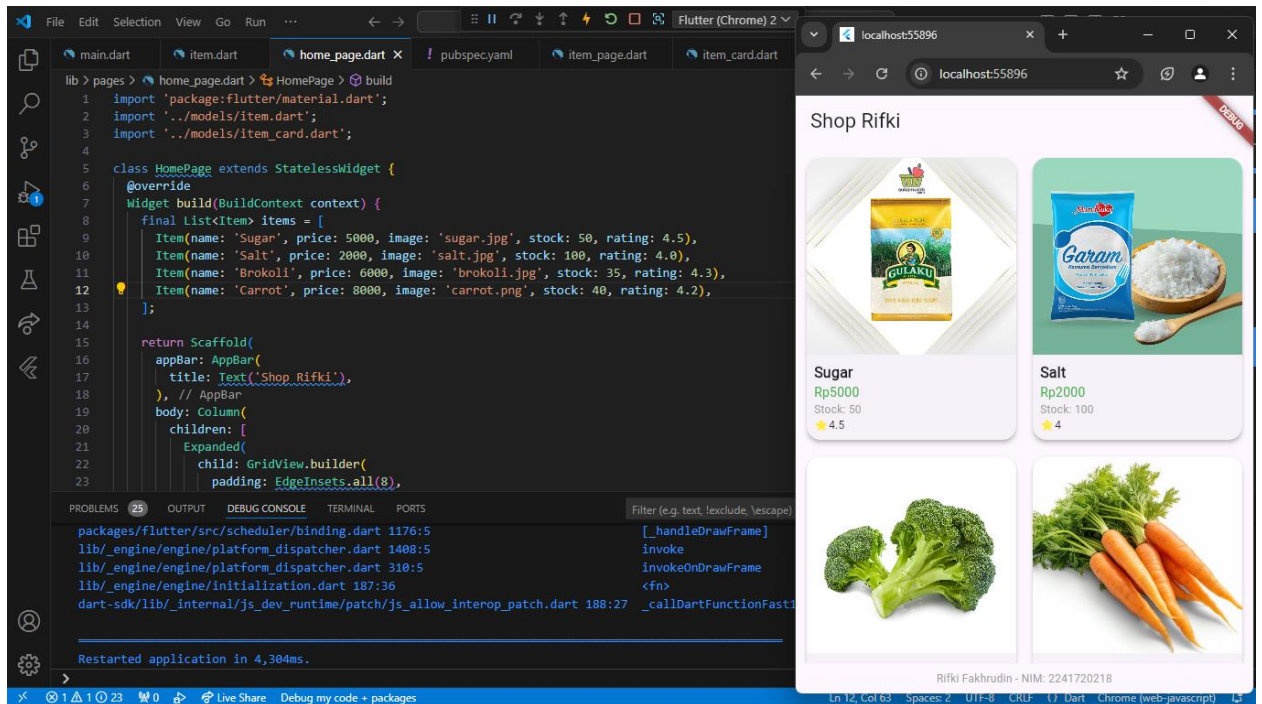 File Edit Selection View Go Run ...
Flutter (Chrome) 2
main.dart
item.dart
home_page.dart
! pubspec.yaml
item_page.dart
item_card.dart
lib > pages > home_page.dart > HomePage > build
1 import 'package:flutter/material.dart';
2 import '../models/item.dart';
3 import '../models/item_card.dart';
4
5 class HomePage extends StatelessWidget {
6 @override
7 Widget build(BuildContext context) {
8 final List<Item> items = [
9 Item(name: 'Sugar', price: 5000, image: 'sugar.jpg', stock: 50, rating: 4.5),
10 Item(name: 'Salt', price: 2000, image: 'salt.jpg', stock: 100, rating: 4.0),
11 Item(name: 'Brokoli', price: 6000, image: 'brokoli.jpg', stock: 35, rating: 4.3),
12 Item(name: 'Carrot', price: 8000, image: 'carrot.png', stock: 40, rating: 4.2),
13 ];
14
15 return Scaffold(
16 appBar: AppBar(
17 title: Text('Shop Rifki'),
18 ), // AppBar
19 body: Column(
20 children: [
21 Expanded(
22 child: GridView.builder(
23 padding: EdgeInsets.all(8),
PROBLEMS 25 OUTPUT DEBUG CONSOLE TERMINAL PORTS
Filter (e.g. text, !exclude, \escape)
packages/flutter/src/scheduler/binding.dart 1176:5 [_handleDrawFrame]
lib/_engine/engine/platform_dispatcher.dart 1408:5 invoke
lib/_engine/engine/platform_dispatcher.dart 310:5 invokeOnDrawFrame
lib/_engine/engine/initialization.dart 187:36 <fn>
dart-sdk/lib/_internal/js_dev_runtime/patch/js_allow_interop_patch.dart 188:27 _callDartFunctionFast1
Restarted application in 4,304ms.
>
1 1 23 0 Live Share Debug my code + packages
Ln 12, Col 63 Spaces: 2 UTF-8 CRLF {} Dart Chrome (web-javascript)
1
localhost:55896
localhost:55896
Shop Rifki
DEBUG
GULAKU
Garam
Sugar
Rp5000
Stock: 50
4.5
Salt
Rp2000
Stock: 100
4
Rifki Fakhrudin - NIM: 2241720218